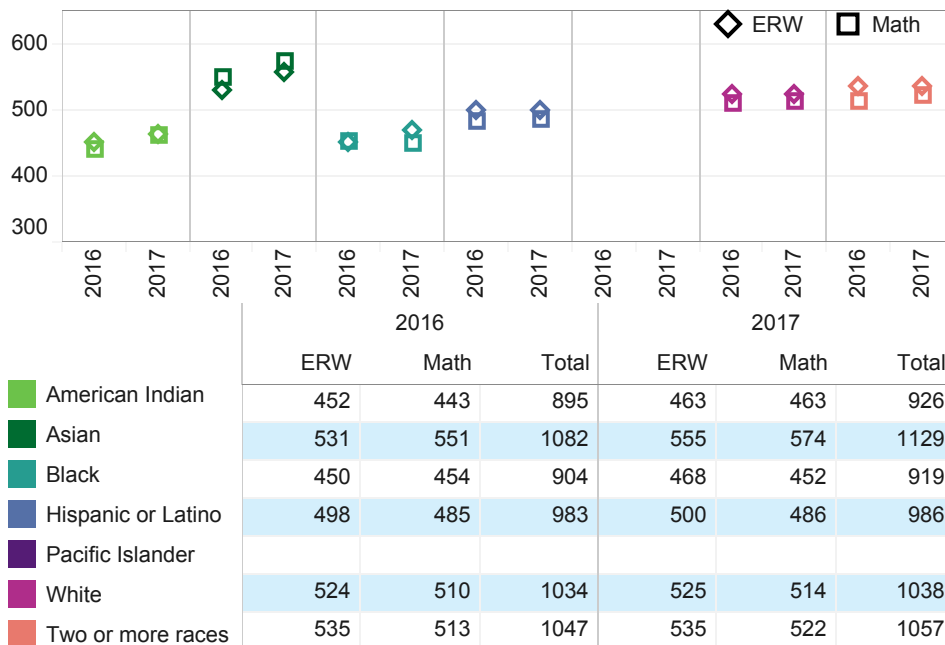 ERW Math
600
500
400
300
2016 2017 2016 2017 2016 2017 2016 2017 2016 2017 2016 2017 2016 2017
2016 2017
ERW Math Total ERW Math Total
American Indian 452 443 895 463 463 926
Asian 531 551 1082 555 574 1129
Black 450 454 904 468 452 919
Hispanic or Latino 498 485 983 500 486 986
Pacific Islander
White 524 510 1034 525 514 1038
Two or more races 535 513 1047 535 522 1057